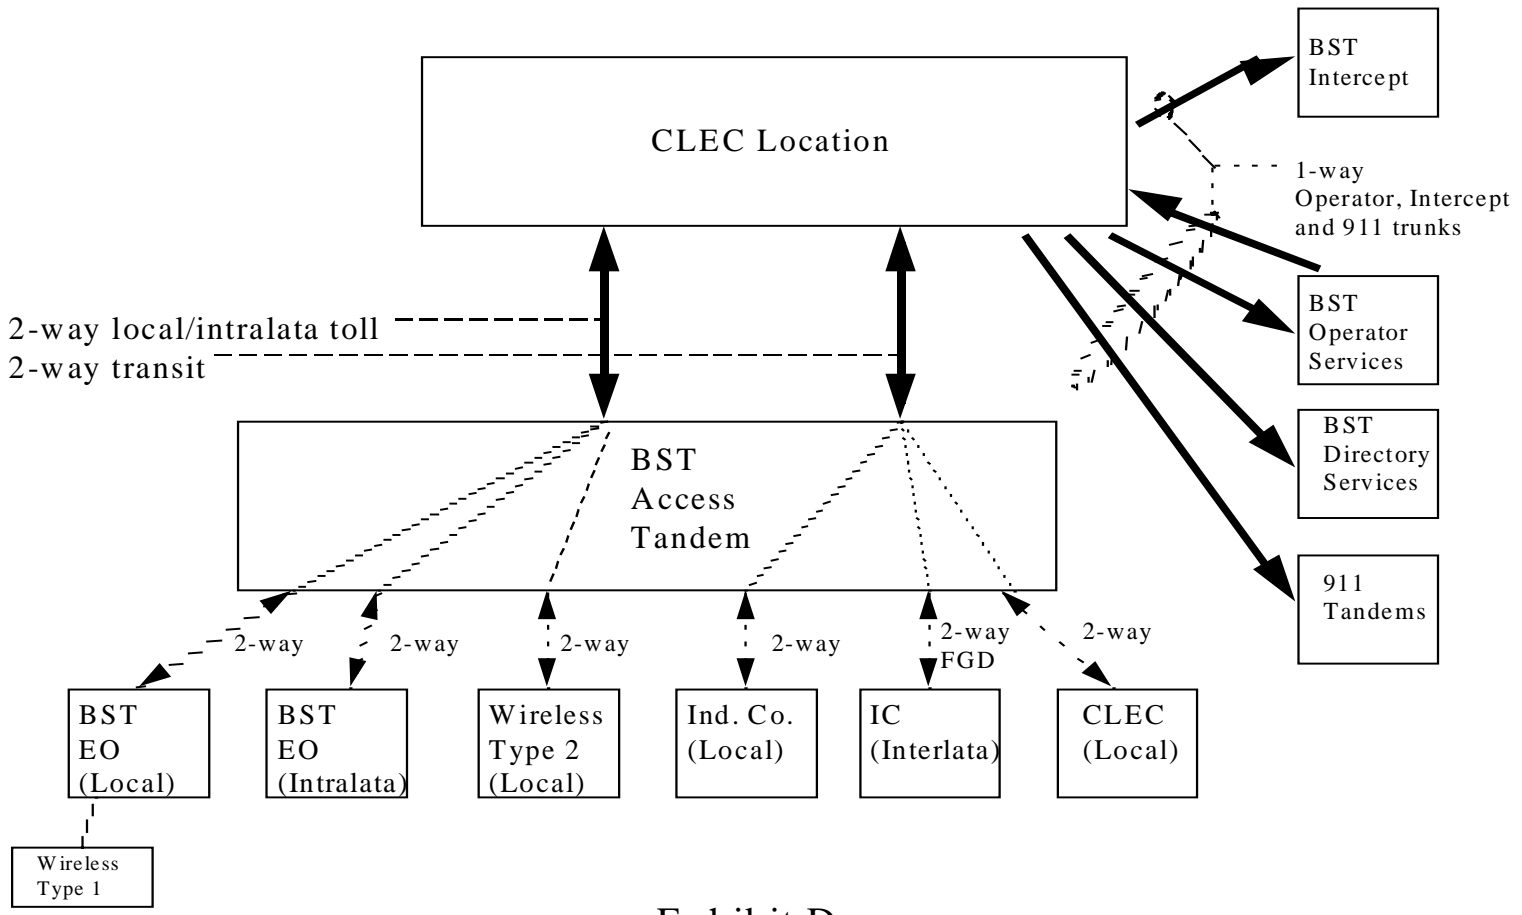 BST
Intercept
CLEC Location
1-way
Operator, Intercept
and 911 trunks
2-way local/intralata toll
2-way transit
BST
Operator
Services
BST
Directory
Services
BST
Access
Tandem
911
Tandems
2-way
2-way
2-way
2-way
2-way
FGD
2-way
BST
EO
(Local)
BST
EO
(Intralata)
Wireless
Type 2
(Local)
Ind. Co.
(Local)
IC
(Interlata)
CLEC
(Local)
Wireless
Type 1
Exhibit D